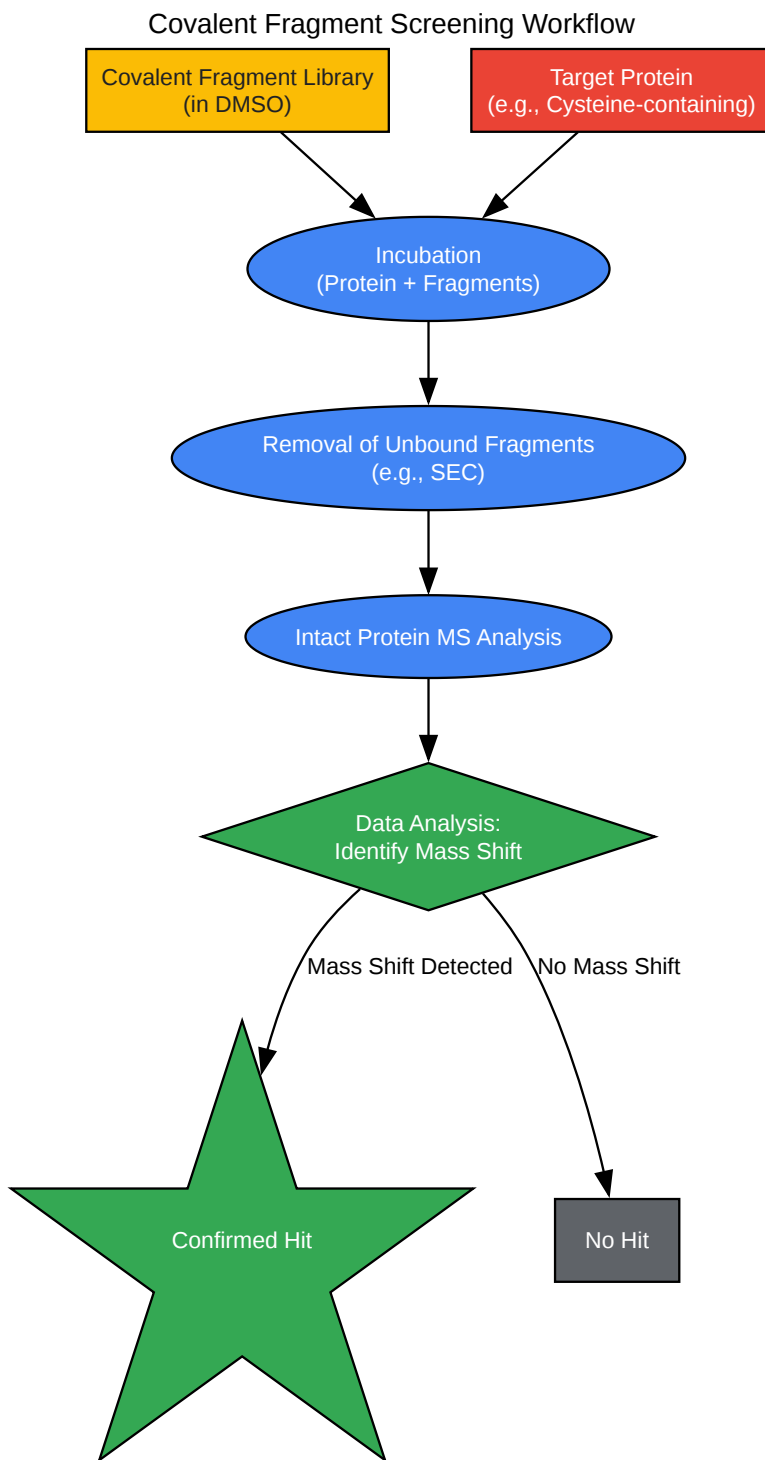 Covalent Fragment Screening Workflow
Covalent Fragment Library
(in DMSO)
Target Protein
(e.g., Cysteine-containing)
Incubation
(Protein + Fragments)
Removal of Unbound Fragments
(e.g., SEC)
Intact Protein MS Analysis
Data Analysis:
Identify Mass Shift
Mass Shift Detected
No Mass Shift
Confirmed Hit
No Hit